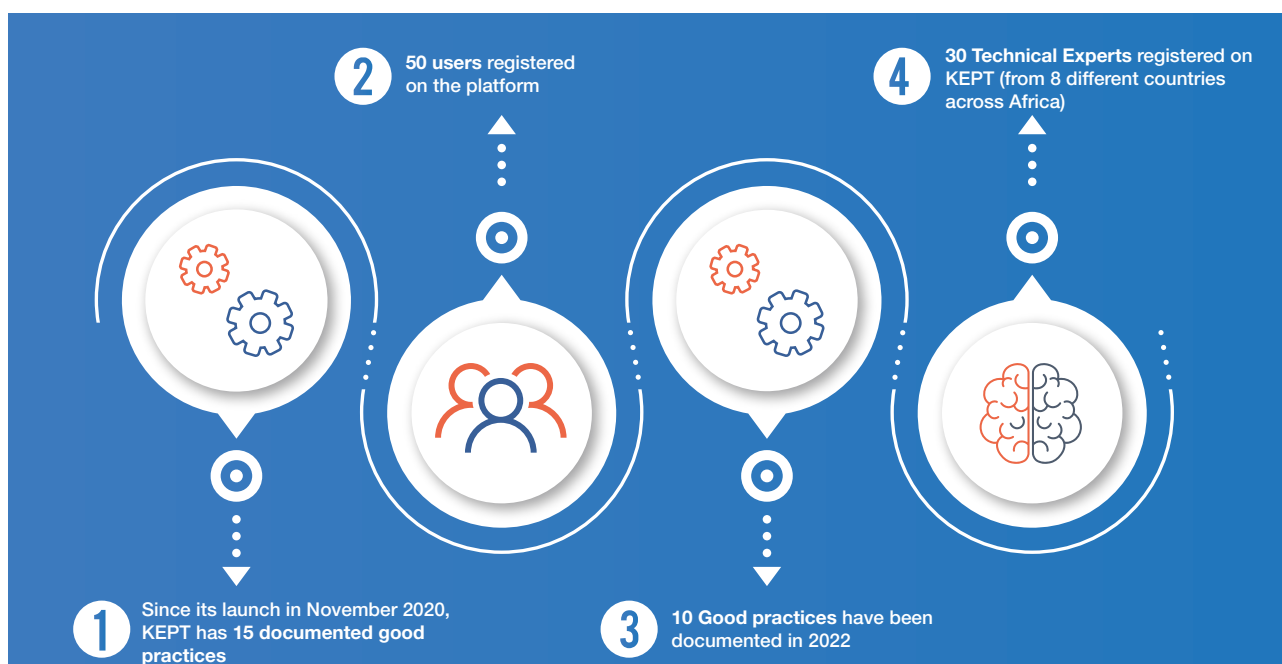 1
Since its launch in November 2020,
KEPT has 15 documented good
practices
2
50 users registered
on the platform
3
10 Good practices have been
documented in 2022
4
30 Technical Experts registered on
KEPT (from 8 different countries
across Africa)